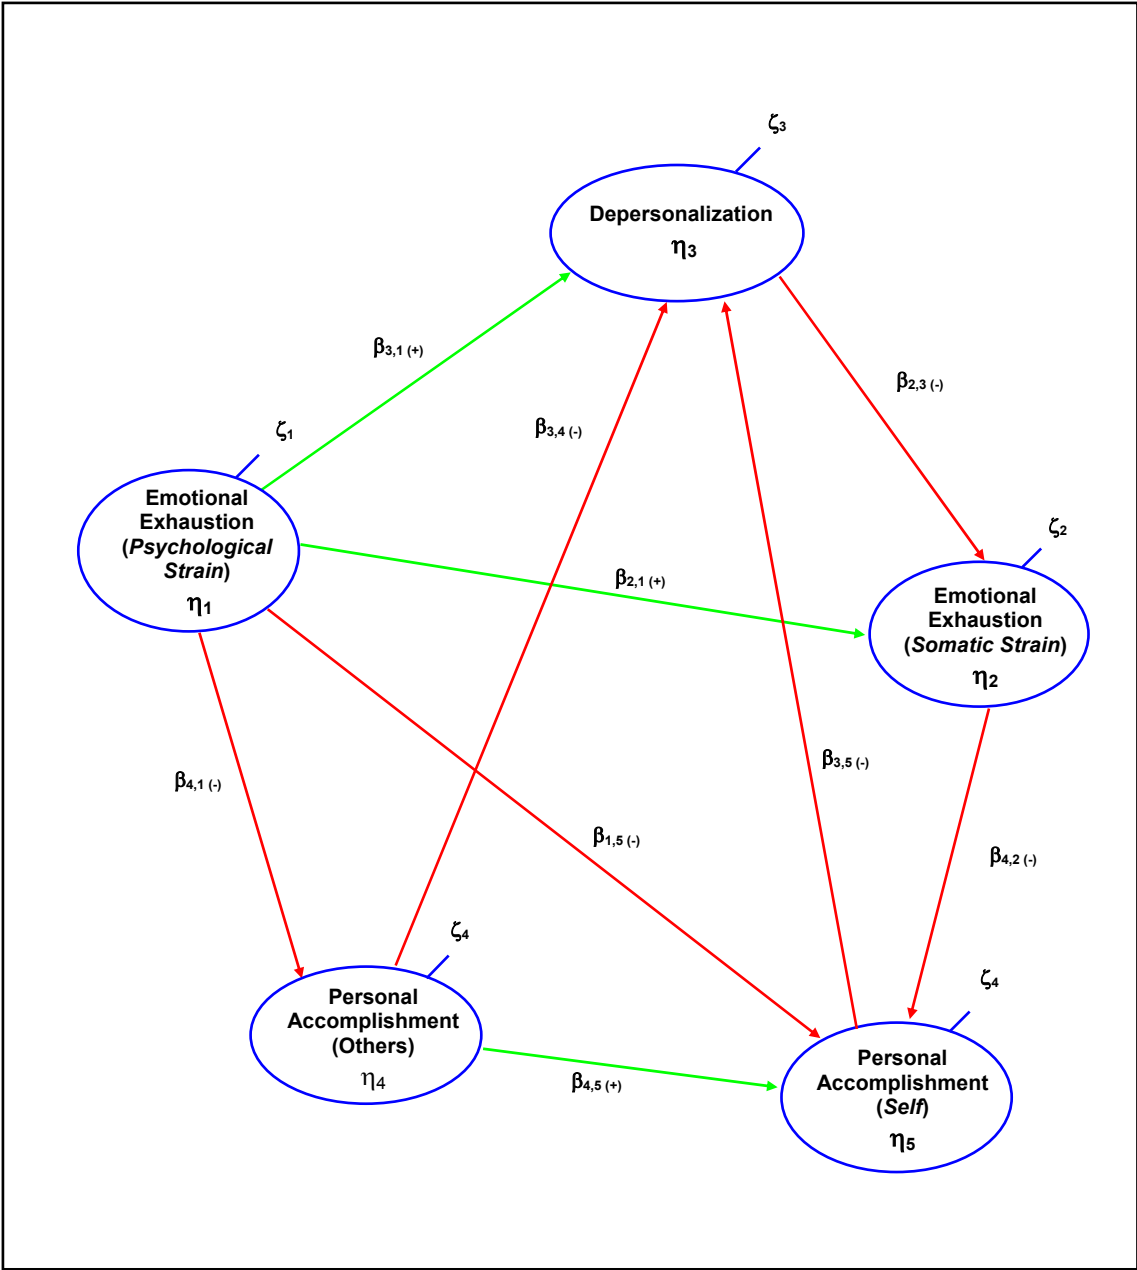 ζ3
Depersonalization
η3
β3,1 (+)
β2,3 (-)
β3,4 (-)
ζ1
Emotional
Exhaustion
(Psychological
Strain)
η1
ζ2
β2,1 (+)
Emotional
Exhaustion
(Somatic Strain)
η2
β4,1 (-)
β3,5 (-)
β1,5 (-)
β4,2 (-)
ζ4
Personal
Accomplishment
(Others)
η4
ζ4
Personal
Accomplishment
(Self)
η5
β4,5 (+)